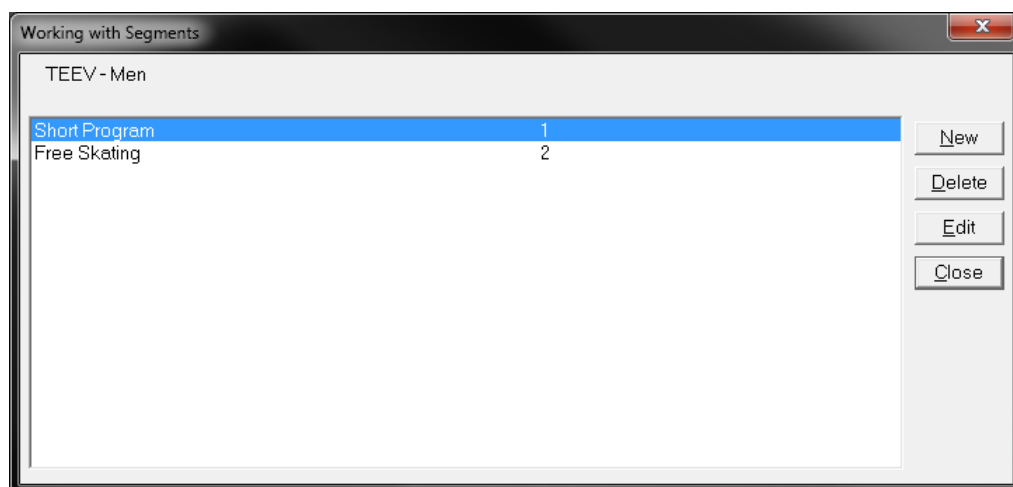 Working with Segments
TEEV - Men
Short Program 1
Free Skating 2
New
Delete
Edit
Close